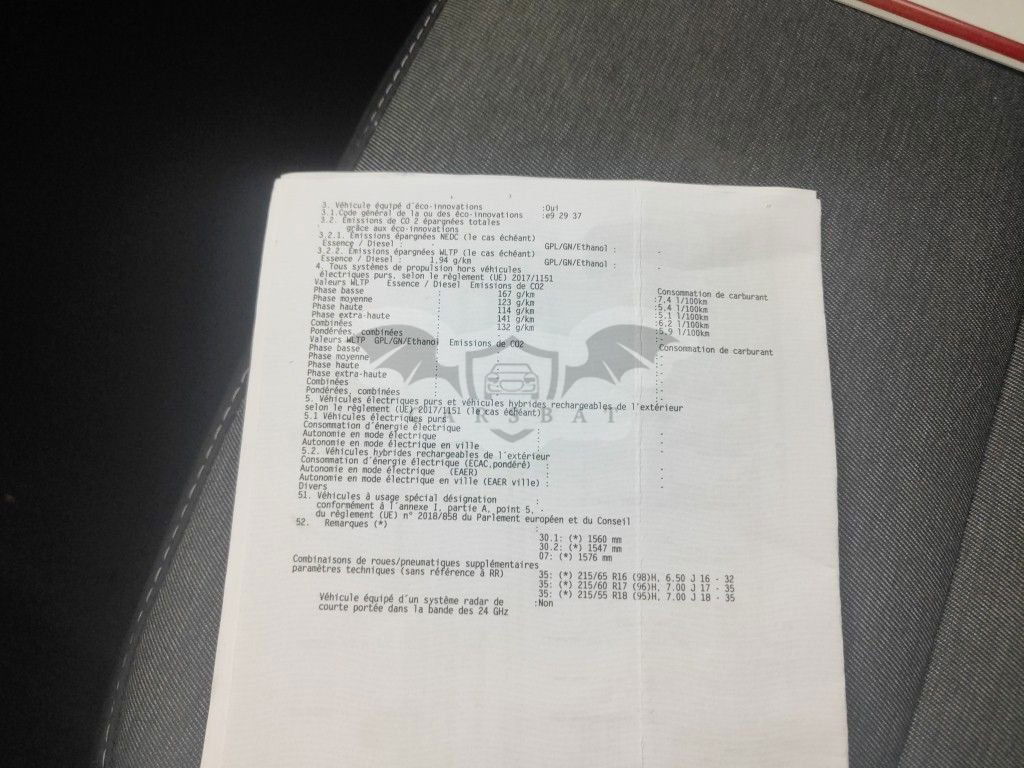 3. Véhicule équipé d'éco-innovations :Oui
3.1.Code général de la ou des éco-innovations :e9 29 37
3.2. Emissions de CO 2 épargnées totales
grâce aux éco-innovations
3.2.1. Emissions épargnées NEDC (le cas échéant)
Essence / Diesel : GPL/GN/Ethanol :
3.2.2. Emissions épargnées WLTP (le cas échéant)
Essence / Diesel : 1.94 g/km GPL/GN/Ethanol :
4. Tous systèmes de propulsion hors véhicules
électriques purs, selon le règlement (UE) 2017/1151
Valeurs WLTP Essence / Diesel Emissions de CO2 Consommation de carburant
Phase basse : 167 g/km :7.4 l/100km
Phase moyenne : 123 g/km :5.4 l/100km
Phase haute : 114 g/km :5.1 l/100km
Phase extra-haute : 141 g/km :6.2 l/100km
Combinées : 132 g/km :5.9 l/100km
Pondérées, combinées :
Valeurs WLTP GPL/GN/Ethanol Emissions de CO2 Consommation de carburant
Phase basse : :
Phase moyenne : :
Phase haute : :
Phase extra-haute : :
Combinées : :
Pondérées, combinées : :
5. Véhicules électriques purs et véhicules hybrides rechargeables de l'extérieur
selon le règlement (UE) 2017/1151 (le cas échéant)
CARSBAT
5.1 Véhicules électriques purs
Consommation d'énergie électrique :
Autonomie en mode électrique :
Autonomie en mode électrique en ville :
5.2. Véhicules hybrides rechargeables de l'extérieur
Consommation d'énergie électrique (ECAC,pondéré) :
Autonomie en mode électrique (EAER) :
Autonomie en mode électrique en ville (EAER ville) :
Divers
51. Véhicules à usage spécial désignation :
conformément à l'annexe I, partie A, point 5, .
du règlement (UE) n° 2018/858 du Parlement européen et du Conseil
52. Remarques (*) :
30.1: (*) 1560 mm
30.2: (*) 1547 mm
07: (*) 1576 mm
Combinaisons de roues/pneumatiques supplémentaires
paramètres techniques (sans référence à RR) 35: (*) 215/65 R16 (98)H, 6.50 J 16 - 32
35: (*) 215/60 R17 (96)H, 7.00 J 17 - 35
35: (*) 215/55 R18 (95)H, 7.00 J 18 - 35
Véhicule équipé d'un système radar de :Non
courte portée dans la bande des 24 GHz